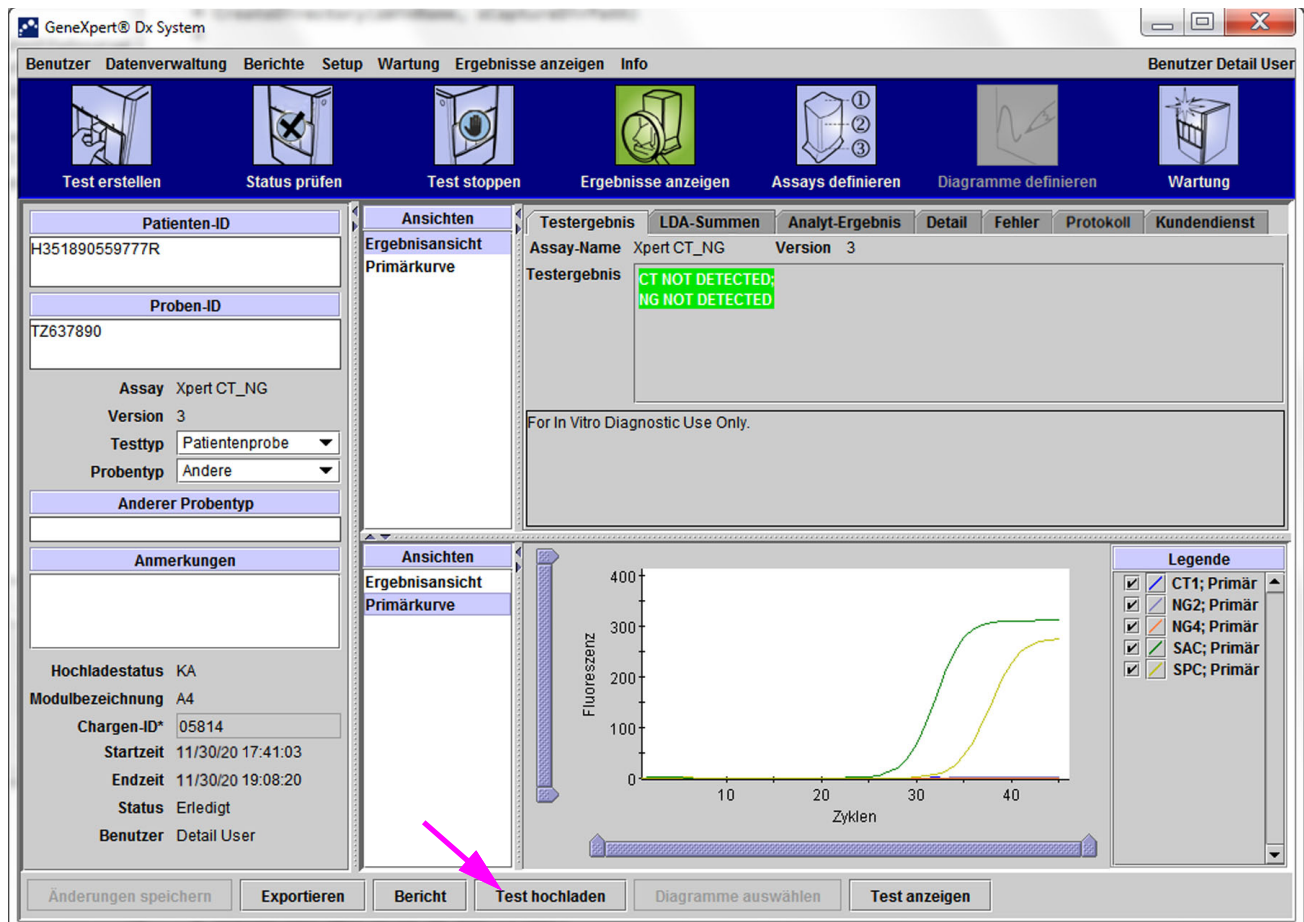 GeneXpert® Dx System
Benutzer Datenverwaltung Berichte Setup Wartung Ergebnisse anzeigen Info Benutzer Detail User
① ② ③
Test erstellen Status prüfen Test stoppen Ergebnisse anzeigen Assays definieren Diagramme definieren Wartung
Patienten-ID
H351890559777R
Proben-ID
TZ637890
Assay Xpert CT_NG
Version 3
Testtyp Patientenprobe
Probentyp Andere
Anderer Probentyp
Anmerkungen
Hochladestatus KA
Modulbezeichnung A4
Chargen-ID* 05814
Startzeit 11/30/20 17:41:03
Endzeit 11/30/20 19:08:20
Status Erledigt
Benutzer Detail User
Ansichten
Ergebnisansicht
Primärkurve
Testergebnis LDA-Summen Analyt-Ergebnis Detail Fehler Protokoll Kundendienst
Assay-Name Xpert CT_NG Version 3
Testergebnis CT NOT DETECTED;
NG NOT DETECTED
For In Vitro Diagnostic Use Only.
Ansichten
Ergebnisansicht
Primärkurve
Fluoreszenz
400
300
200
100
0
10 20 30 40
Zyklen
Legende
CT1; Primär
NG2; Primär
NG4; Primär
SAC; Primär
SPC; Primär
Änderungen speichern Exportieren Bericht Test hochladen Diagramme auswählen Test anzeigen